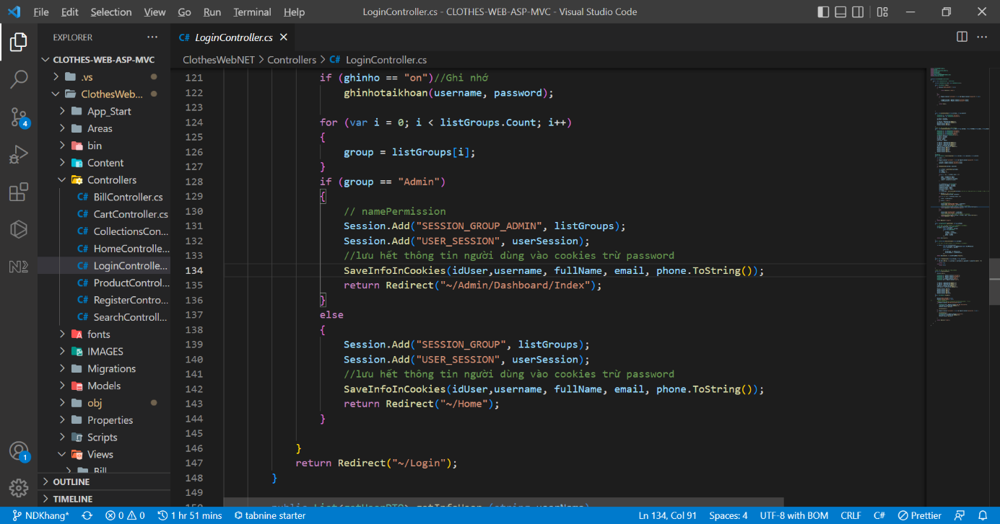 File Edit Selection View Go Run Terminal Help LoginController.cs - CLOTHES-WEB-ASP-MVC - Visual Studio Code
EXPLORER
CLOTHES-WEB-ASP-MVC
.vs
ClothesWeb...
App_Start
Areas
bin
Content
Controllers
C# BillController.cs
C# CartController.cs
C# CollectionsCon...
C# HomeControlle...
C# LoginControlle...
C# ProductControl...
C# RegisterContro...
C# SearchControll...
fonts
IMAGES
Migrations
Models
obj
Properties
Scripts
Views
Bill
OUTLINE
TIMELINE
C# LoginController.cs
ClothesWebNET > Controllers > C# LoginController.cs
121 if (ghinho == "on")//Ghi nhớ
122 ghinhotaikhoan(username, password);
123
124 for (var i = 0; i < listGroups.Count; i++)
125 {
126 group = listGroups[i];
127 }
128 if (group == "Admin")
129 {
130 // namePermission
131 Session.Add("SESSION_GROUP_ADMIN", listGroups);
132 Session.Add("USER_SESSION", userSession);
133 //lưu hết thông tin người dùng vào cookies trừ password
134 SaveInfoInCookies(idUser,username, fullName, email, phone.ToString());
135 return Redirect("~/Admin/Dashboard/Index");
136 }
137 else
138 {
139 Session.Add("SESSION_GROUP", listGroups);
140 Session.Add("USER_SESSION", userSession);
141 //lưu hết thông tin người dùng vào cookies trừ password
142 SaveInfoInCookies(idUser,username, fullName, email, phone.ToString());
143 return Redirect("~/Home");
144 }
145
146 }
147 return Redirect("~/Login");
148 }
149
4
1
NDKhang* 0 0 1 hr 51 mins tabnine starter Ln 134, Col 91 Spaces: 4 UTF-8 with BOM CRLF C# Prettier